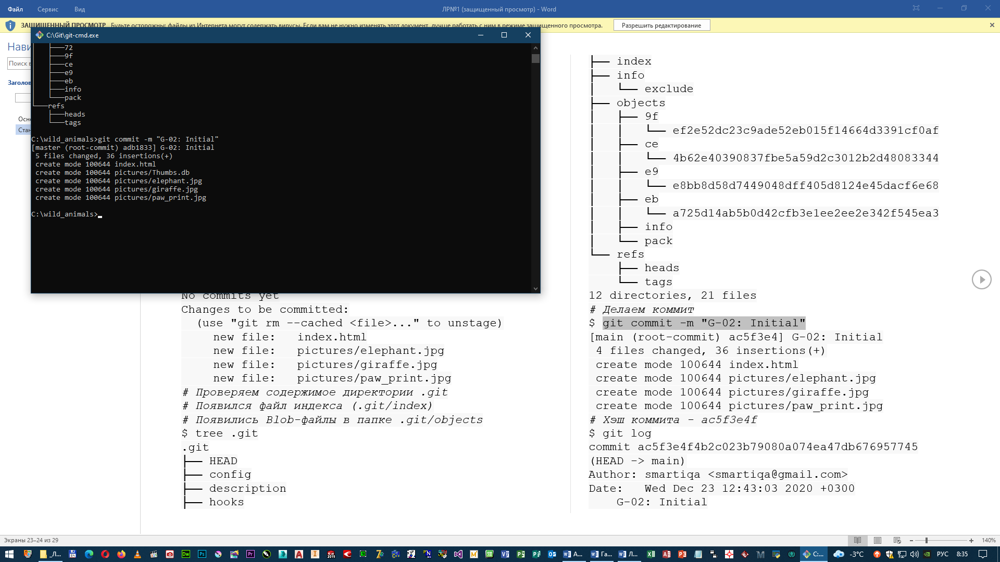 Файл Сервис Вид
ЛР№1 (защищенный просмотр) - Word
ЗАЩИЩЕННЫЙ ПРОСМОТР Будьте осторожны: файлы из Интернета могут содержать вирусы. Если вам не нужно изменять этот документ, лучше работать с ним в режиме защищенного просмотра. Разрешить редактирование
Нави
Поиск в
Заголов
Осн
Стан
C:\Git\git-cmd.exe
│   ├───72
│   ├───9f
│   ├───ce
│   ├───e9
│   ├───eb
│   ├───info
│   └───pack
└───refs
    ├───heads
    └───tags
C:\wild_animals>git commit -m "G-02: Initial"
[master (root-commit) adb1833] G-02: Initial
 5 files changed, 36 insertions(+)
 create mode 100644 index.html
 create mode 100644 pictures/Thumbs.db
 create mode 100644 pictures/elephant.jpg
 create mode 100644 pictures/giraffe.jpg
 create mode 100644 pictures/paw_print.jpg
C:\wild_animals>
No commits yet
Changes to be committed:
  (use "git rm --cached <file>..." to unstage)
    new file:   index.html
    new file:   pictures/elephant.jpg
    new file:   pictures/giraffe.jpg
    new file:   pictures/paw_print.jpg
# Проверяем содержимое директории .git
# Появился файл индекса (.git/index)
# Появились Blob-файлы в папке .git/objects
$ tree .git
.git
├── HEAD
├── config
├── description
├── hooks
├── index
├── info
│   └── exclude
├── objects
│   ├── 9f
│   │   └── ef2e52dc23c9ade52eb015f14664d3391cf0af
│   ├── ce
│   │   └── 4b62e40390837fbe5a59d2c3012b2d48083344
│   ├── e9
│   │   └── e8bb8d58d7449048dff405d8124e45dacf6e68
│   ├── eb
│   │   └── a725d14ab5b0d42cfb3e1ee2ee2e342f545ea3
│   ├── info
│   └── pack
└── refs
    ├── heads
    └── tags
12 directories, 21 files
# Делаем коммит
$ git commit -m "G-02: Initial"
[main (root-commit) ac5f3e4] G-02: Initial
 4 files changed, 36 insertions(+)
 create mode 100644 index.html
 create mode 100644 pictures/elephant.jpg
 create mode 100644 pictures/giraffe.jpg
 create mode 100644 pictures/paw_print.jpg
# Хэш коммита - ac5f3e4f
$ git log
commit ac5f3e4f4b2c023b79080a074ea47db676957745
(HEAD -> main)
Author: smartiqa <smartiqa@gmail.com>
Date:   Wed Dec 23 12:43:03 2020 +0300
    G-02: Initial
Экраны 23–24 из 29
140%
_Л... А... Га... Л... C:... -3°C РУС 8:35